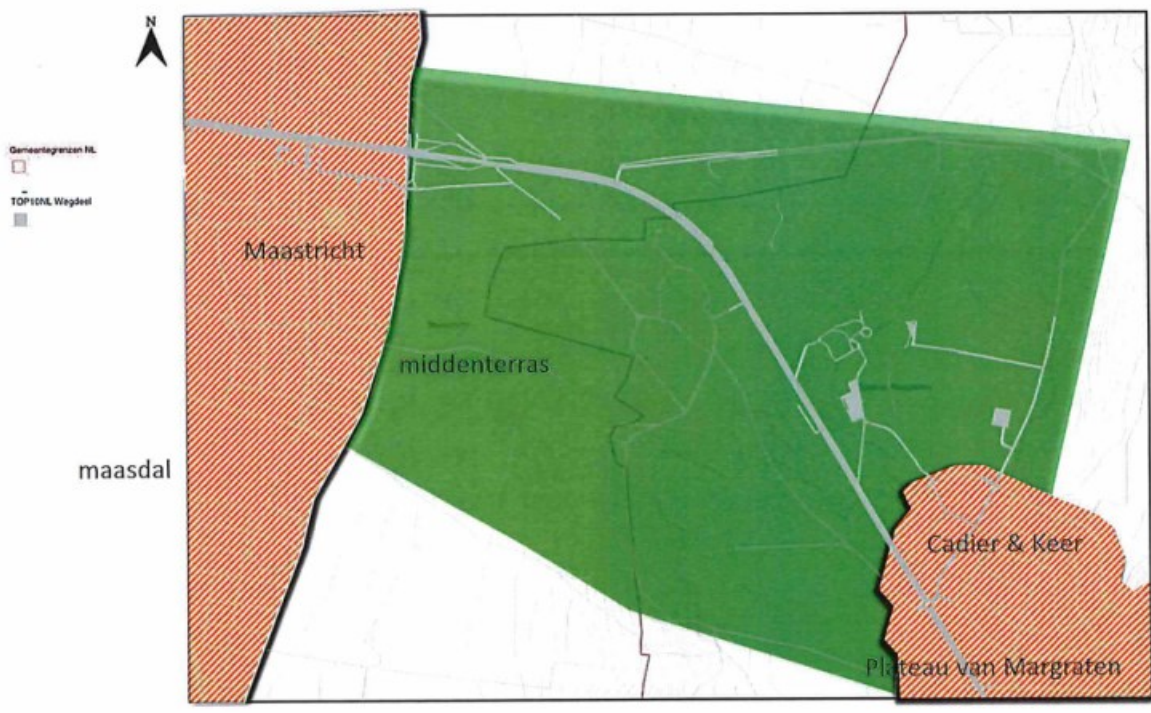 N
Gemeentegrenzen NL
TOP10NL Wegdeel
Maastricht
middenterras
maasdal
Cadier & Keer
Plateau van Margraten